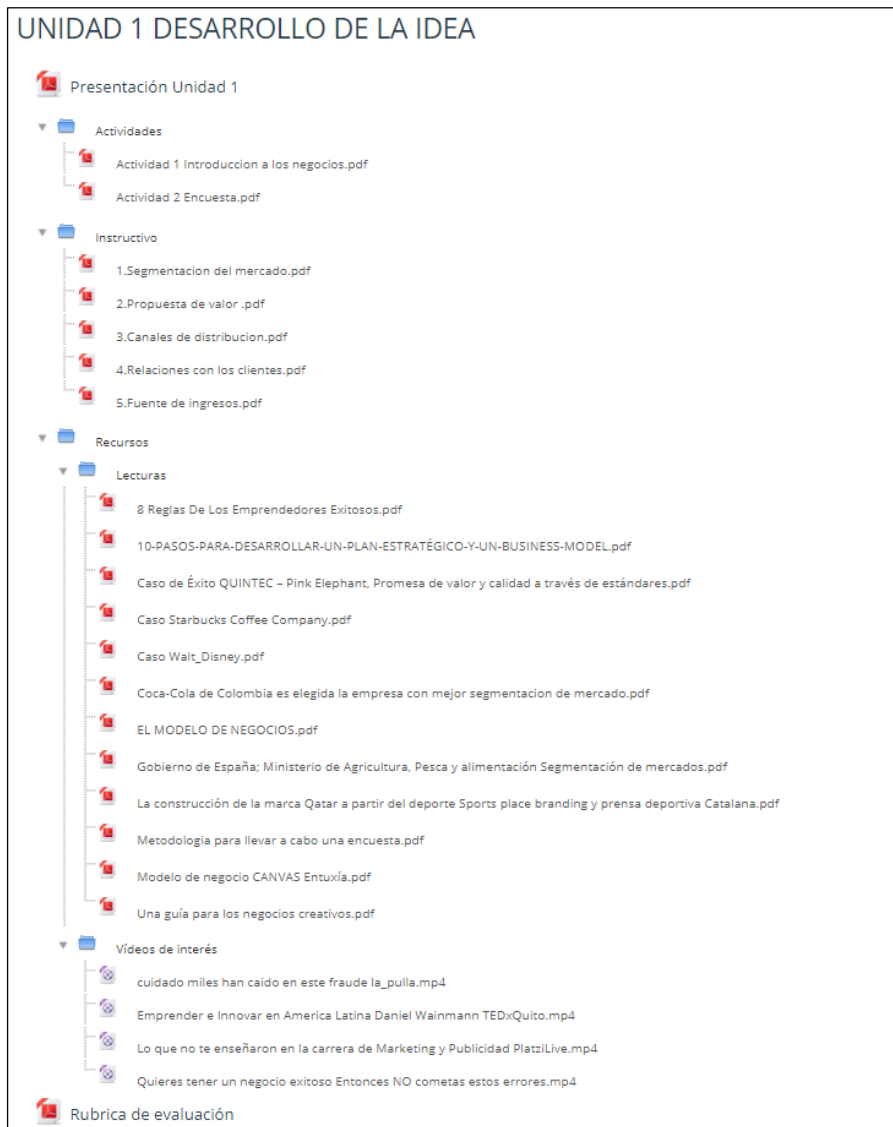 UNIDAD 1 DESARROLLO DE LA IDEA
Presentación Unidad 1
Actividades
Actividad 1 Introduccion a los negocios.pdf
Actividad 2 Encuesta.pdf
Instructivo
1.Segmentacion del mercado.pdf
2.Propuesta de valor .pdf
3.Canales de distribucion.pdf
4.Relaciones con los clientes.pdf
5.Fuente de ingresos.pdf
Recursos
Lecturas
8 Reglas De Los Emprendedores Exitosos.pdf
10-PASOS-PARA-DESARROLLAR-UN-PLAN-ESTRATÉGICO-Y-UN-BUSINESS-MODEL.pdf
Caso de Éxito QUINTEC – Pink Elephant, Promesa de valor y calidad a través de estándares.pdf
Caso Starbucks Coffee Company.pdf
Caso Walt_Disney.pdf
Coca-Cola de Colombia es elegida la empresa con mejor segmentacion de mercado.pdf
EL MODELO DE NEGOCIOS.pdf
Gobierno de España; Ministerio de Agricultura, Pesca y alimentación Segmentación de mercados.pdf
La construcción de la marca Qatar a partir del deporte Sports place branding y prensa deportiva Catalana.pdf
Metodologia para llevar a cabo una encuesta.pdf
Modelo de negocio CANVAS Entuxía.pdf
Una guía para los negocios creativos.pdf
Vídeos de interés
cuidado miles han caido en este fraude la_pulla.mp4
Emprender e Innovar en America Latina Daniel Wainmann TEDxQuito.mp4
Lo que no te enseñaron en la carrera de Marketing y Publicidad PlatziLive.mp4
Quieres tener un negocio exitoso Entonces NO cometas estos errores.mp4
Rubrica de evaluación